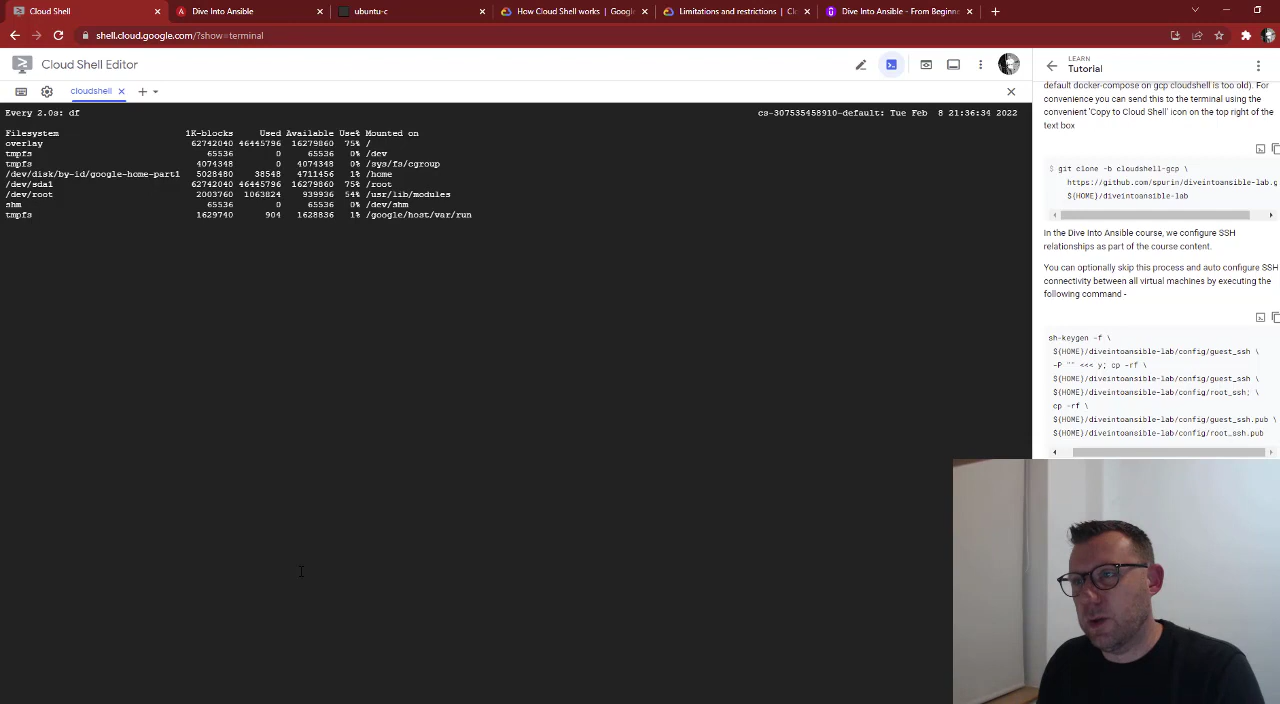 Cloud Shell
Dive Into Ansible
ubuntu-c
How Cloud Shell works | Googl
Limitations and restrictions | Clo
Dive Into Ansible - From Beginne
shell.cloud.google.com/?show=terminal
Cloud Shell Editor
LEARN
Tutorial
cloudshell
Every 2.0s: df
cs-307535458910-default: Tue Feb 8 21:36:34 2022
Filesystem 1K-blocks Used Available Use% Mounted on
overlay 62742040 46445796 16279860 75% /
tmpfs 65536 0 65536 0% /dev
tmpfs 4074348 0 4074348 0% /sys/fs/cgroup
/dev/disk/by-id/google-home-part1 5028480 38548 4711456 1% /home
/dev/sda1 62742040 46445796 16279860 75% /root
/dev/root 2003760 1063824 939936 54% /usr/lib/modules
shm 65536 0 65536 0% /dev/shm
tmpfs 1629740 904 1628836 1% /google/host/var/run
default docker-compose on gcp cloudshell is too old). For
convenience you can send this to the terminal using the
convenient 'Copy to Cloud Shell' icon on the top right of the
text box
$ git clone -b cloudshell-gcp \
https://github.com/spurin/diveintoansible-lab.g
${HOME}/diveintoansible-lab
In the Dive Into Ansible course, we configure SSH
relationships as part of the course content.
You can optionally skip this process and auto configure SSH
connectivity between all virtual machines by executing the
following command -
sh-keygen -f \
${HOME}/diveintoansible-lab/config/guest_ssh \
-P "" <<< y; cp -rf \
${HOME}/diveintoansible-lab/config/guest_ssh \
${HOME}/diveintoansible-lab/config/root_ssh; \
cp -rf \
${HOME}/diveintoansible-lab/config/guest_ssh.pub \
${HOME}/diveintoansible-lab/config/root_ssh.pub